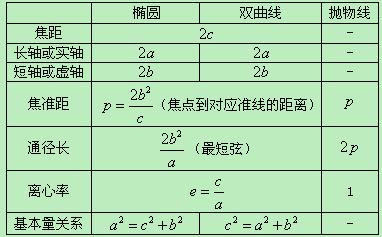 椭圆 双曲线 抛物线
焦距 2c -
长轴或实轴 2a 2a -
短轴或虚轴 2b 2b -
焦准距 p = 2b²/c（焦点到对应准线的距离） p
通径长 2b²/a（最短弦） 2p
离心率 e = c/a 1
基本量关系 a² = c² + b² c² = a² + b² -